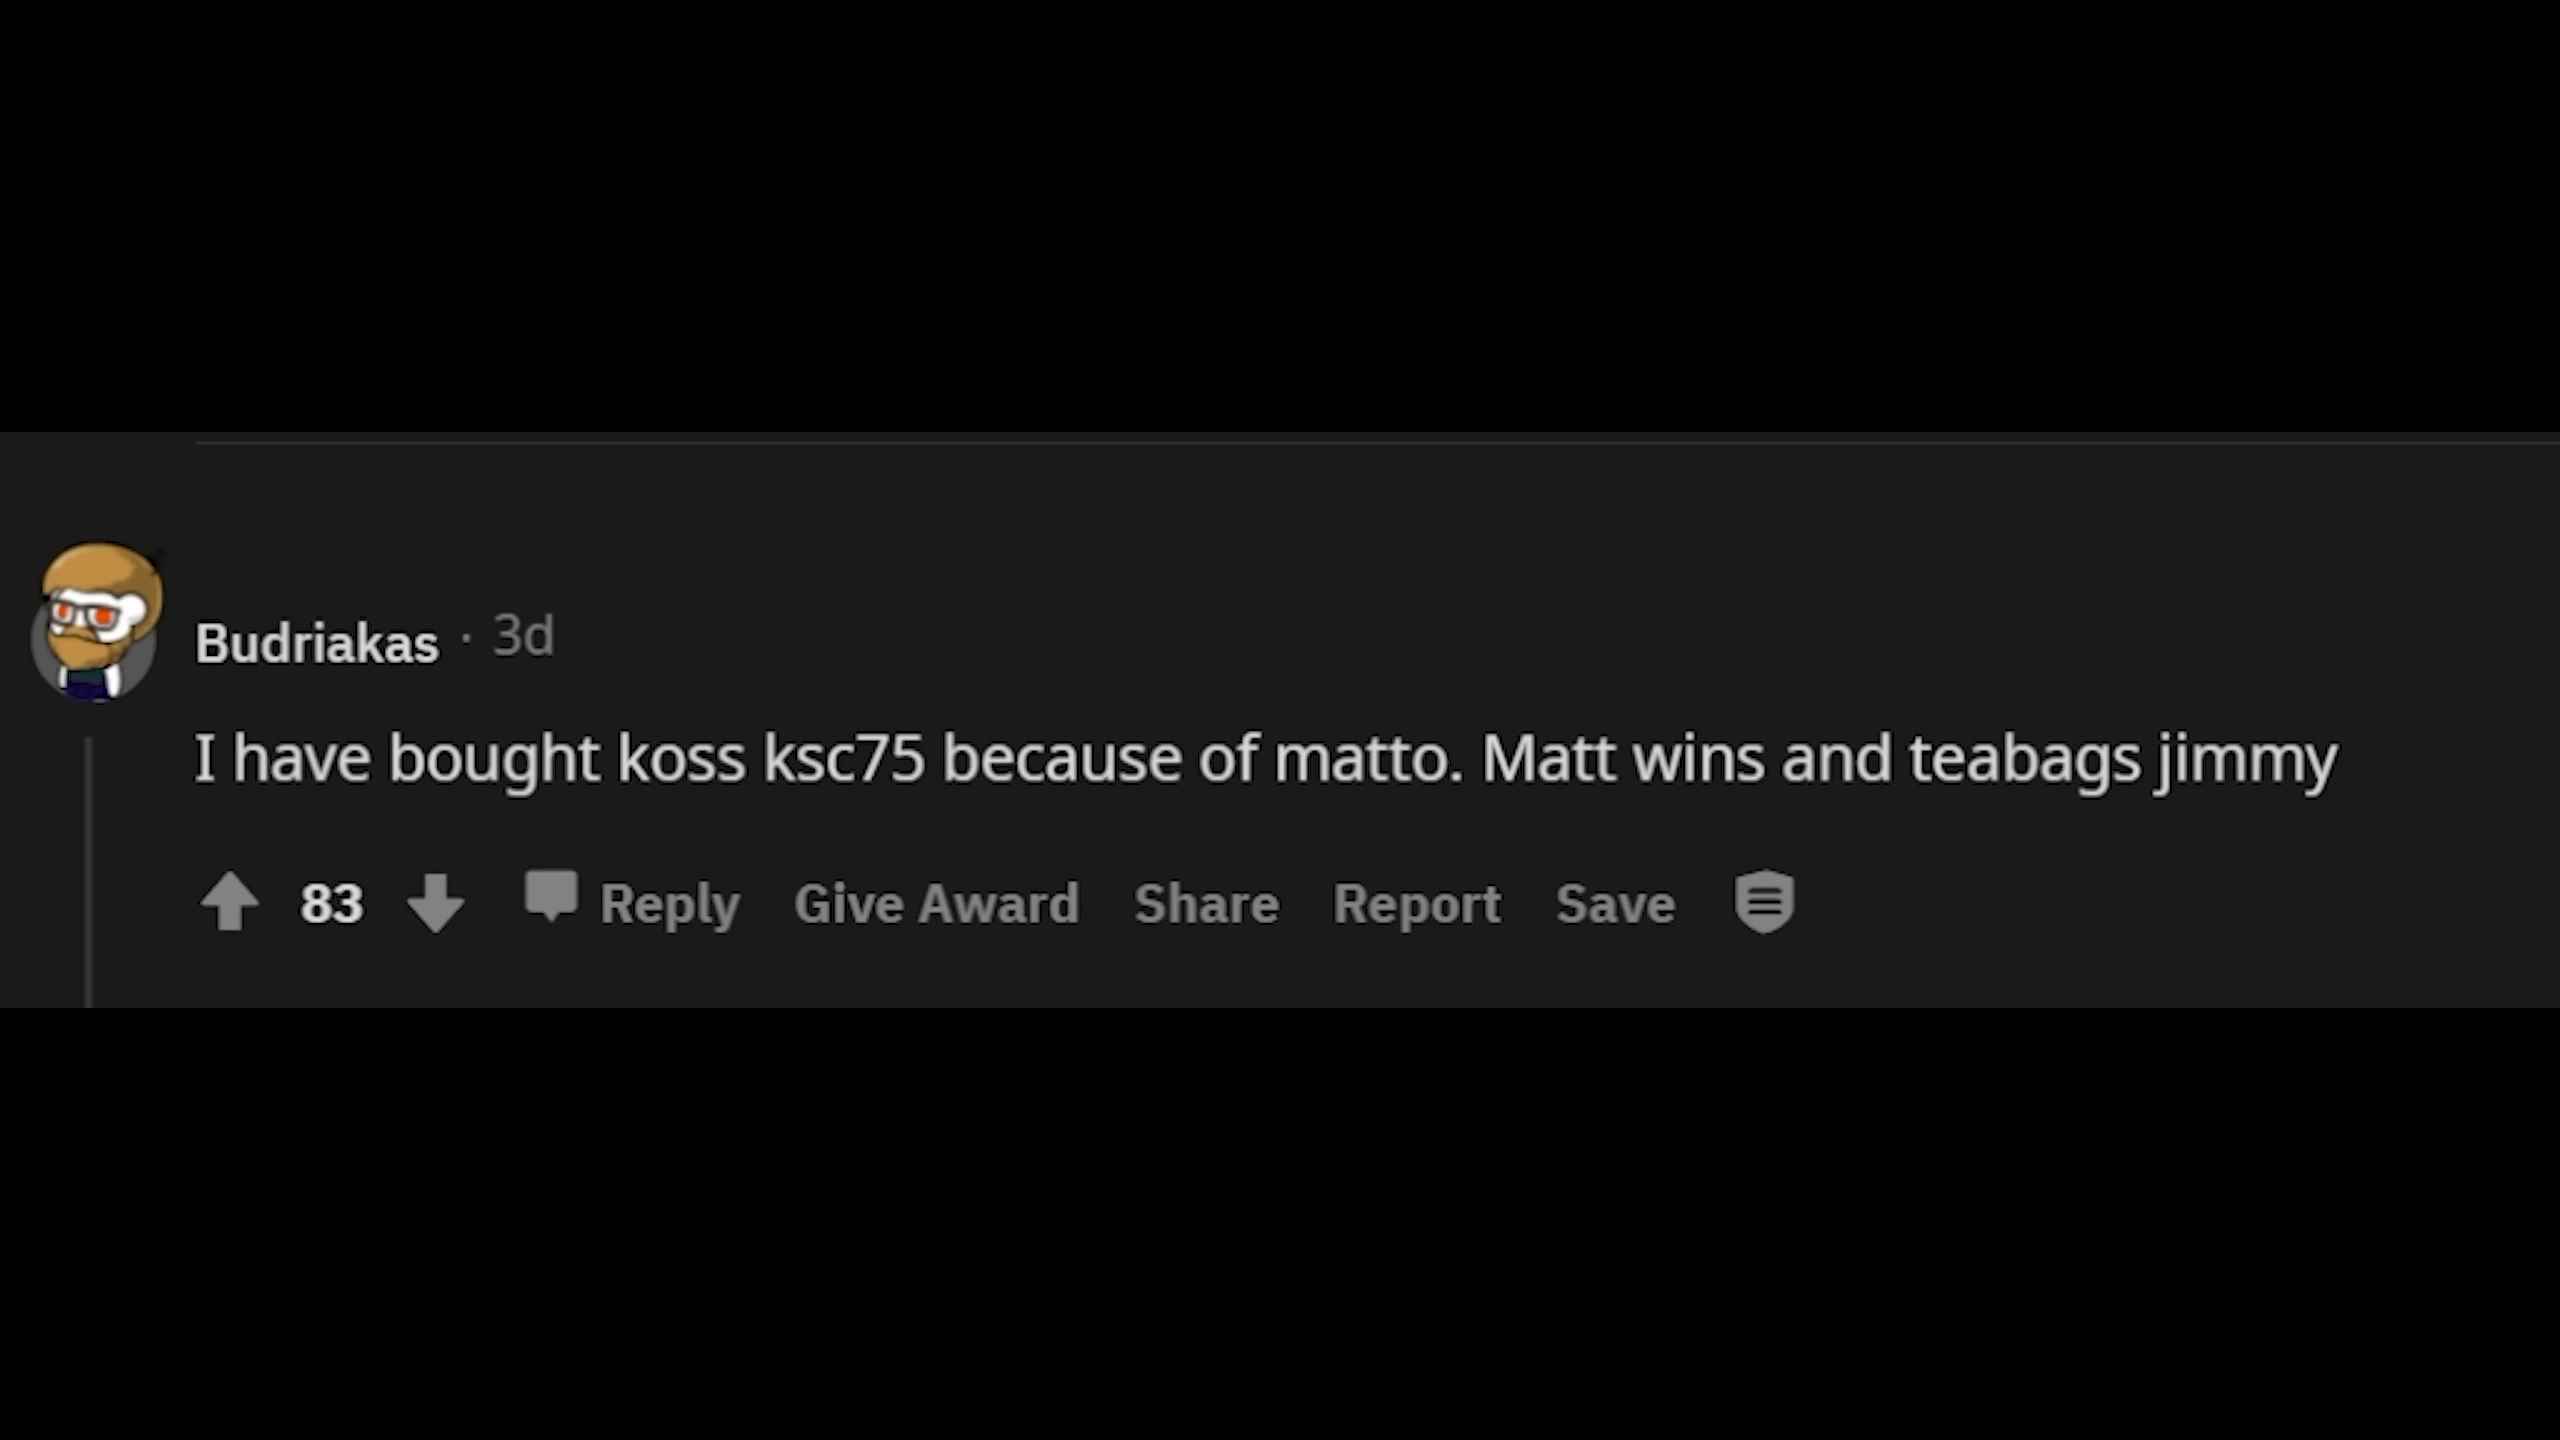 Budriakas · 3d
I have bought koss ksc75 because of matto. Matt wins and teabags jimmy
83 Reply Give Award Share Report Save